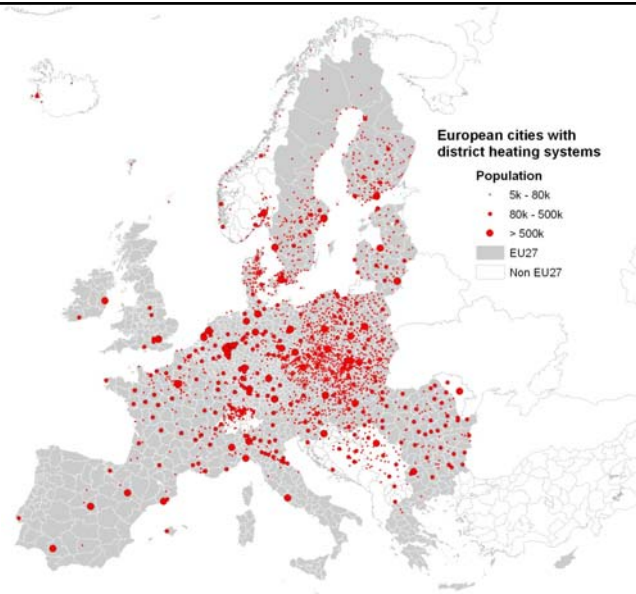 European cities with
district heating systems
Population
5k - 80k
80k - 500k
> 500k
EU27
Non EU27